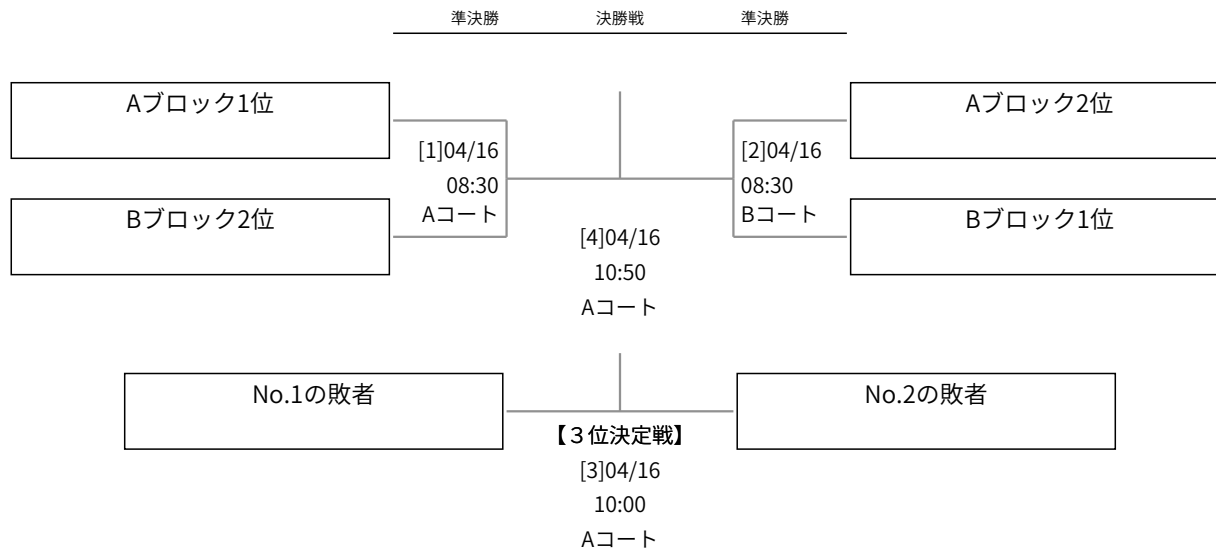 準決勝 決勝戦 準決勝
Aブロック1位
Aブロック2位
[1]04/16
08:30
Aコート
[2]04/16
08:30
Bコート
Bブロック2位
Bブロック1位
[4]04/16
10:50
Aコート
No.1の敗者
No.2の敗者
【３位決定戦】
[3]04/16
10:00
Aコート